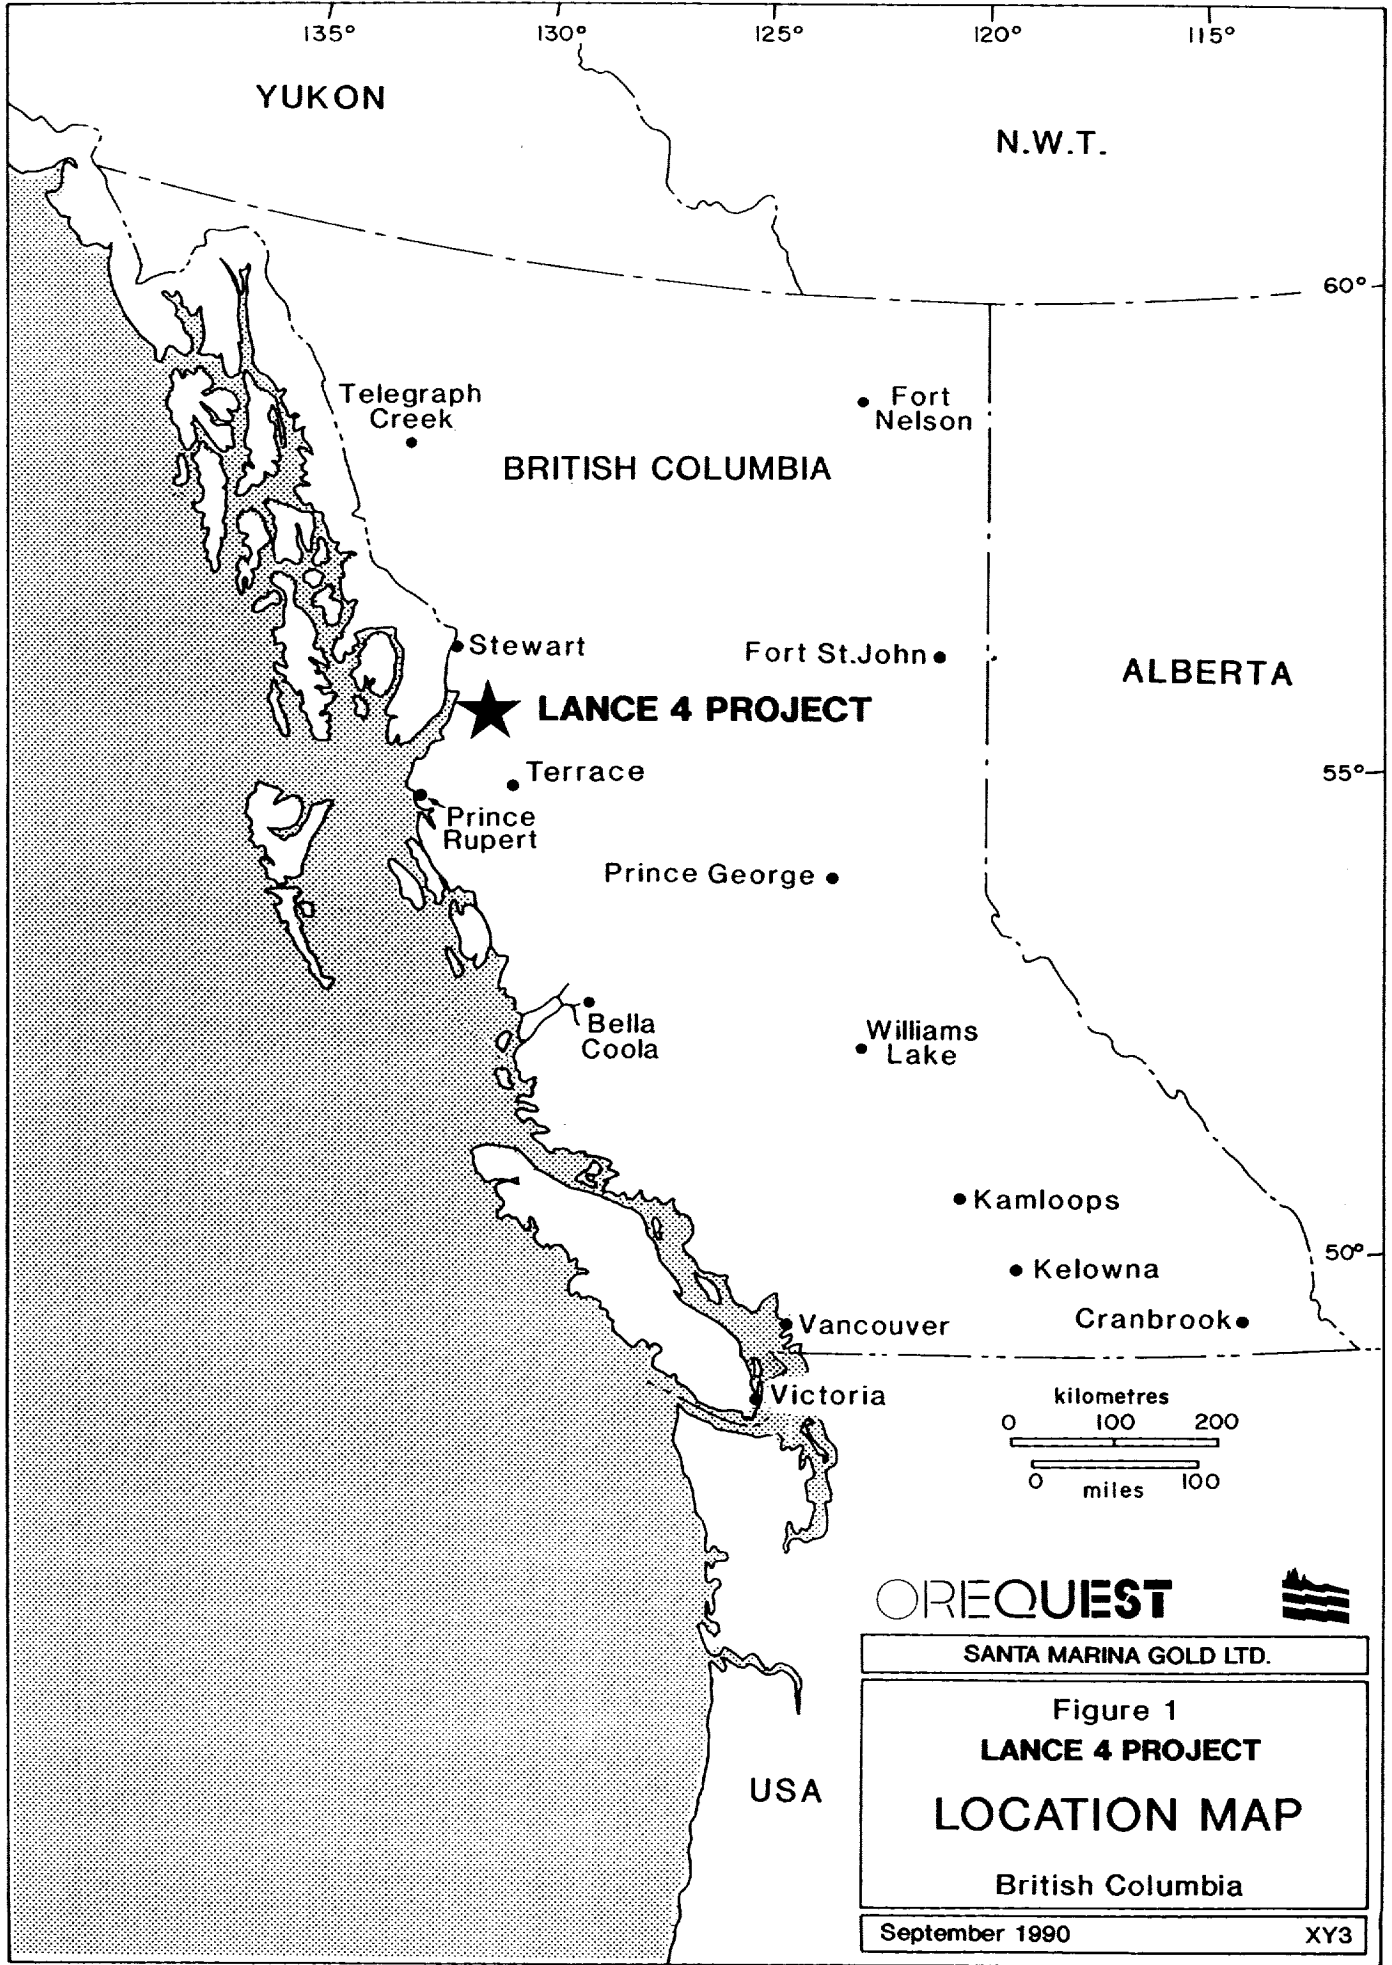 135° 130° 125° 120° 115°
YUKON
N.W.T.
60°
Telegraph
Creek
Fort
Nelson
BRITISH COLUMBIA
Stewart
Fort St.John
ALBERTA
LANCE 4 PROJECT
Terrace
55°
Prince
Rupert
Prince George
Bella
Coola
Williams
Lake
Kamloops
50°
Kelowna
Cranbrook
Vancouver
Victoria
kilometres
0 100 200
0 100
miles
OREQUEST
SANTA MARINA GOLD LTD.
Figure 1
LANCE 4 PROJECT
LOCATION MAP
USA
British Columbia
September 1990 XY3